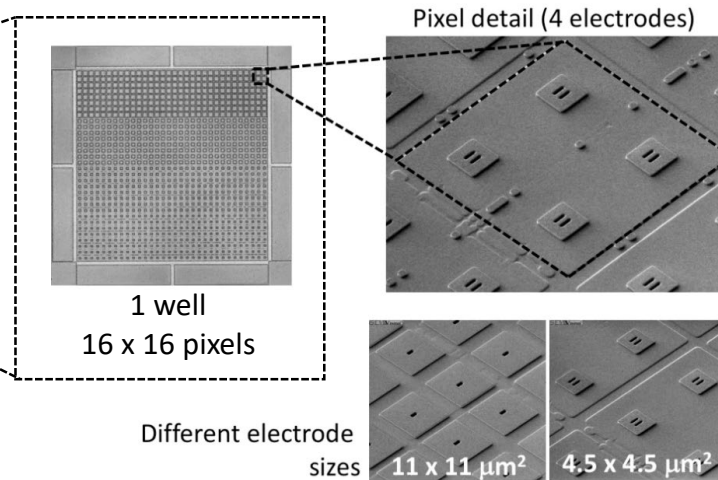 Pixel detail (4 electrodes)
1 well
16 x 16 pixels
Different electrode
sizes
11 x 11 μm²
4.5 x 4.5 μm²